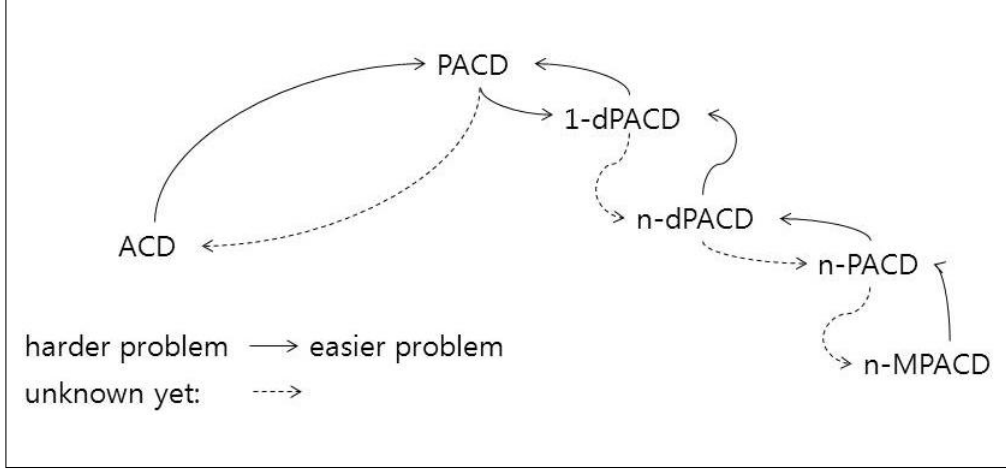 PACD
1-dPACD
n-dPACD
ACD
n-PACD
harder problem easier problem
n-MPACD
unknown yet: